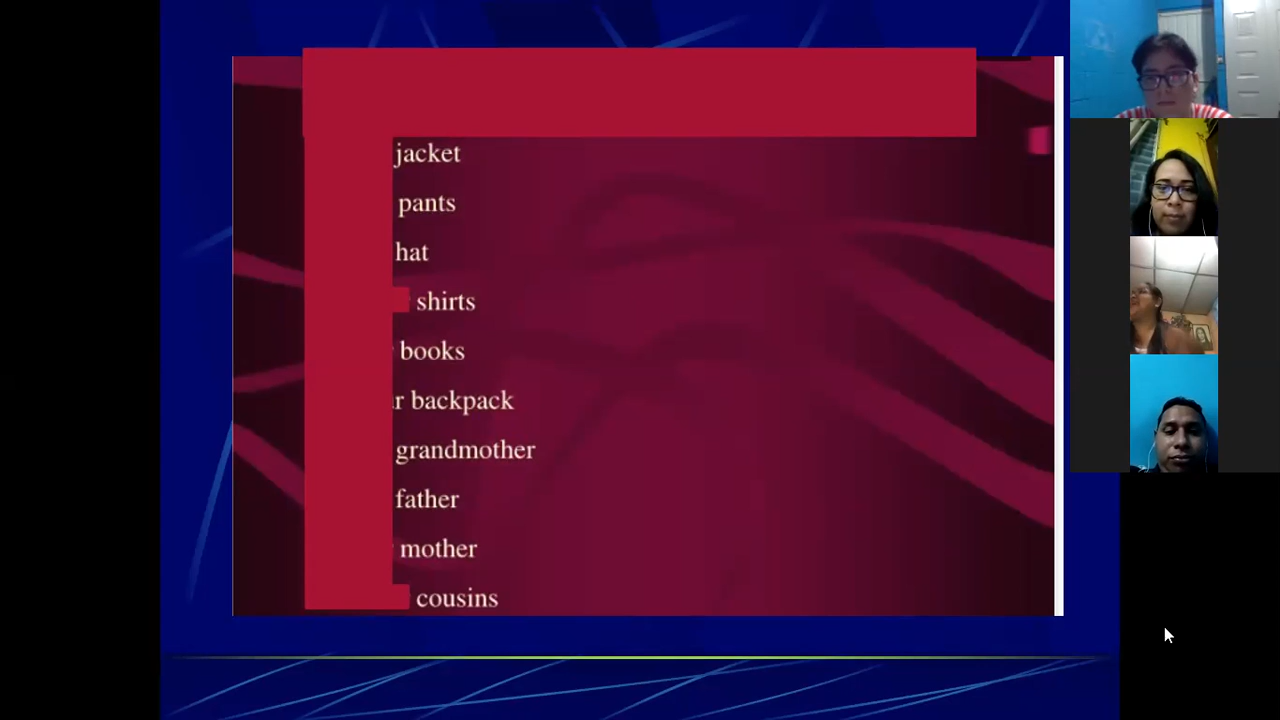 jacket
pants
hat
shirts
books
r backpack
grandmother
father
mother
cousins